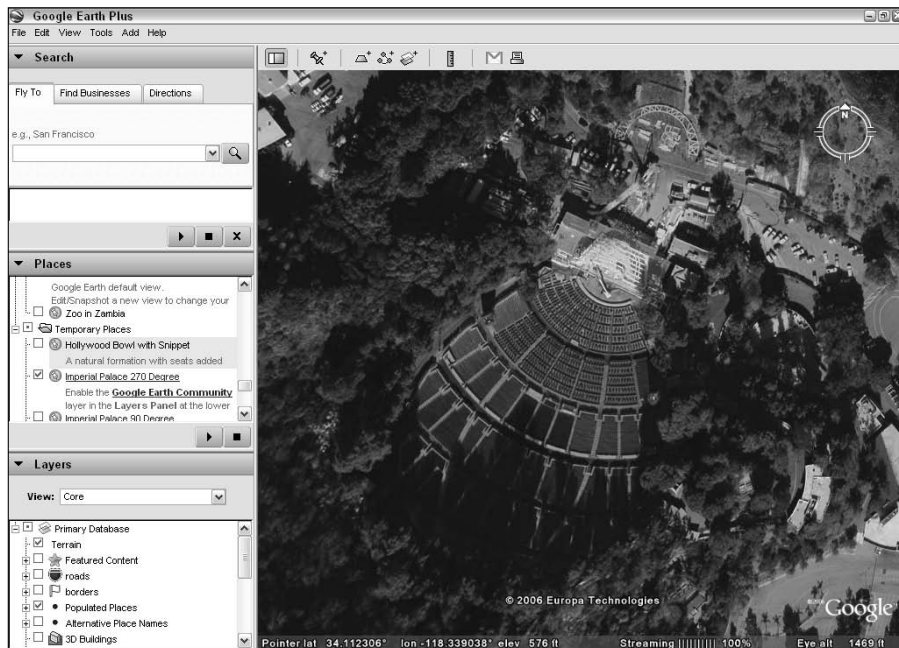 Google Earth Plus
File Edit View Tools Add Help
Search
Fly To Find Businesses Directions
e.g., San Francisco
Places
Google Earth default view.
Edit/Snapshot a new view to change your
Zoo in Zambia
Temporary Places
Hollywood Bowl with Snippet
A natural formation with seats added
Imperial Palace 270 Degree
Enable the Google Earth Community
layer in the Layers Panel at the lower
Imperial Palace 90 Degree
Layers
View: Core
Primary Database
Terrain
Featured Content
roads
borders
Populated Places
Alternative Place Names
3D Buildings
N
© 2006 Europa Technologies
Google
Pointer lat 34.112306° lon -118.339038° elev 576 ft Streaming |||||||||| 100% Eye alt 1469 ft